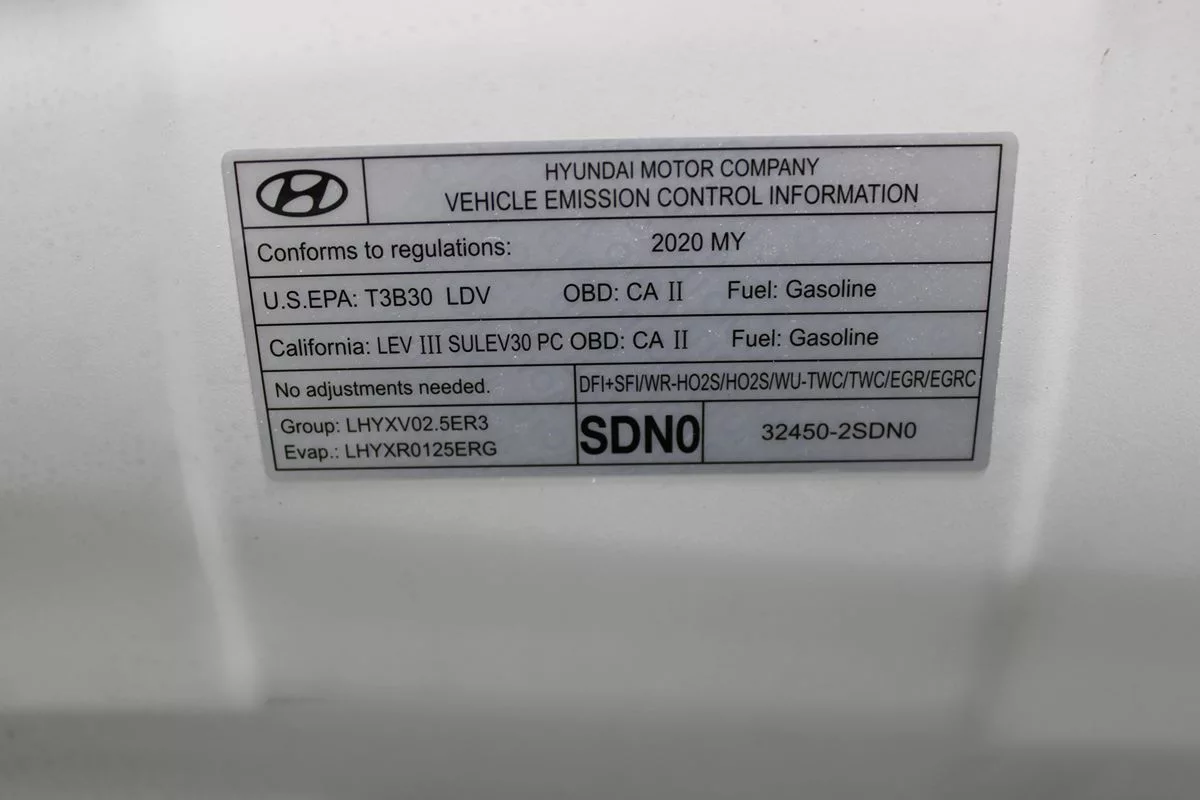 HYUNDAI MOTOR COMPANY
VEHICLE EMISSION CONTROL INFORMATION
Conforms to regulations: 2020 MY
U.S.EPA: T3B30 LDV OBD: CA II Fuel: Gasoline
California: LEV III SULEV30 PC OBD: CA II Fuel: Gasoline
No adjustments needed. DFI+SFI/WR-HO2S/HO2S/WU-TWC/TWC/EGR/EGRC
Group: LHYXV02.5ER3
Evap.: LHYXR0125ERG
SDN0 32450-2SDN0